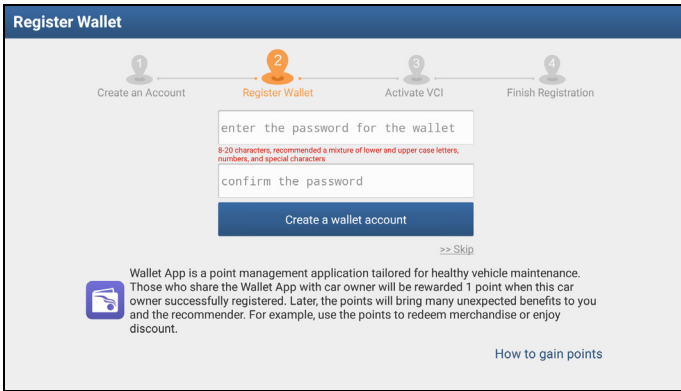 Register Wallet
1
2
3
4
Create an Account
Register Wallet
Activate VCI
Finish Registration
enter the password for the wallet
8-20 characters, recommended a mixture of lower and upper case letters,
numbers, and special characters
confirm the password
Create a wallet account
>> Skip
Wallet App is a point management application tailored for healthy vehicle maintenance.
Those who share the Wallet App with car owner will be rewarded 1 point when this car
owner successfully registered. Later, the points will bring many unexpected benefits to you
and the recommender. For example, use the points to redeem merchandise or enjoy
discount.
How to gain points